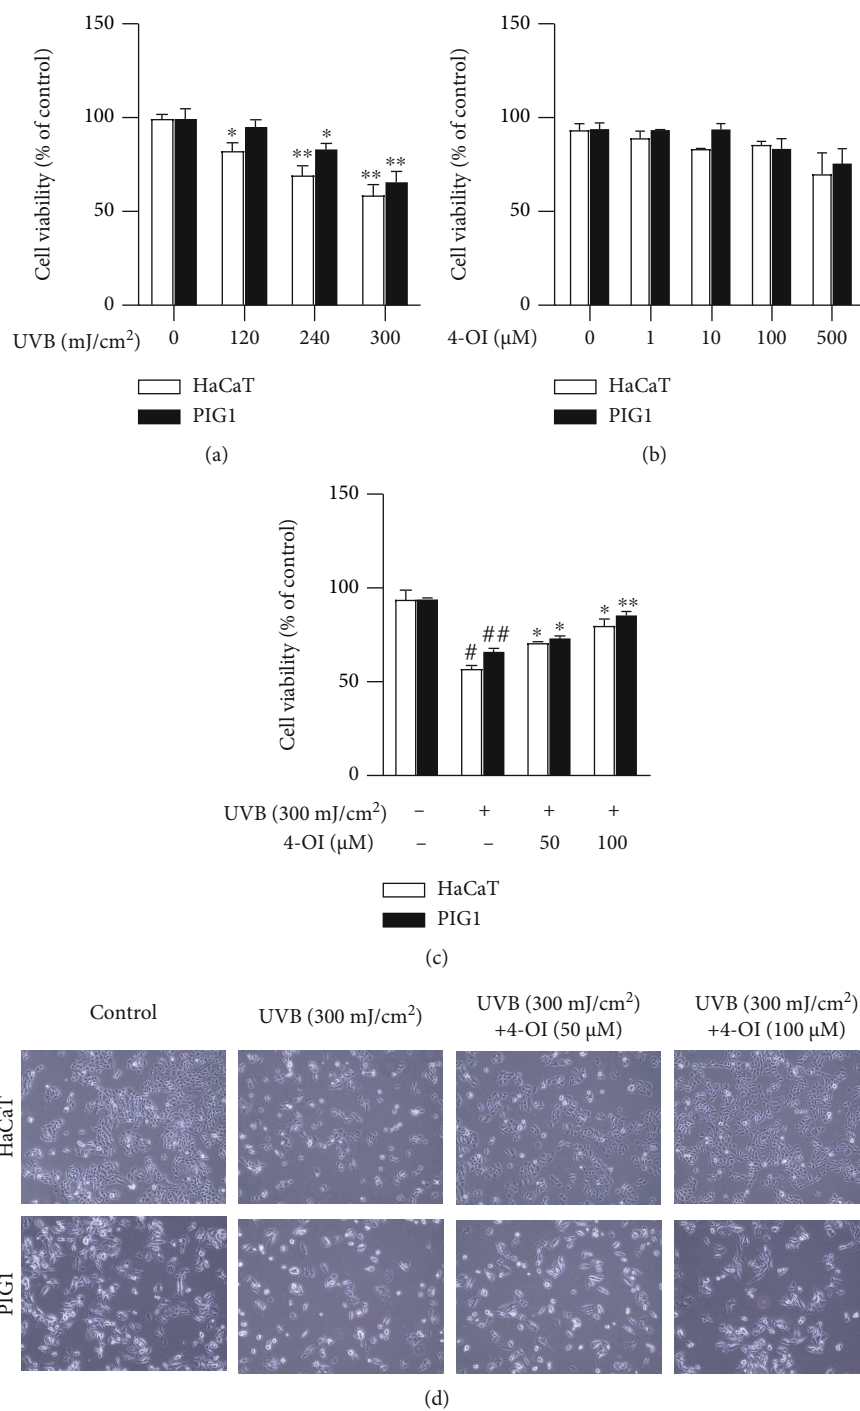 150
100
50
0
Cell viability (% of control)
*
**
*
**
**
UVB (mJ/cm²)
0
120
240
300
HaCaT
PIG1
(a)
150
100
50
0
Cell viability (% of control)
4-OI (μM)
0
1
10
100
500
HaCaT
PIG1
(b)
150
100
50
0
Cell viability (% of control)
#
##
*
*
*
**
UVB (300 mJ/cm²) – + + +
4-OI (μM) – – 50 100
HaCaT
PIG1
(c)
Control
UVB (300 mJ/cm²)
UVB (300 mJ/cm²)
+4-OI (50 μM)
UVB (300 mJ/cm²)
+4-OI (100 μM)
HaCaT
PIG1
(d)